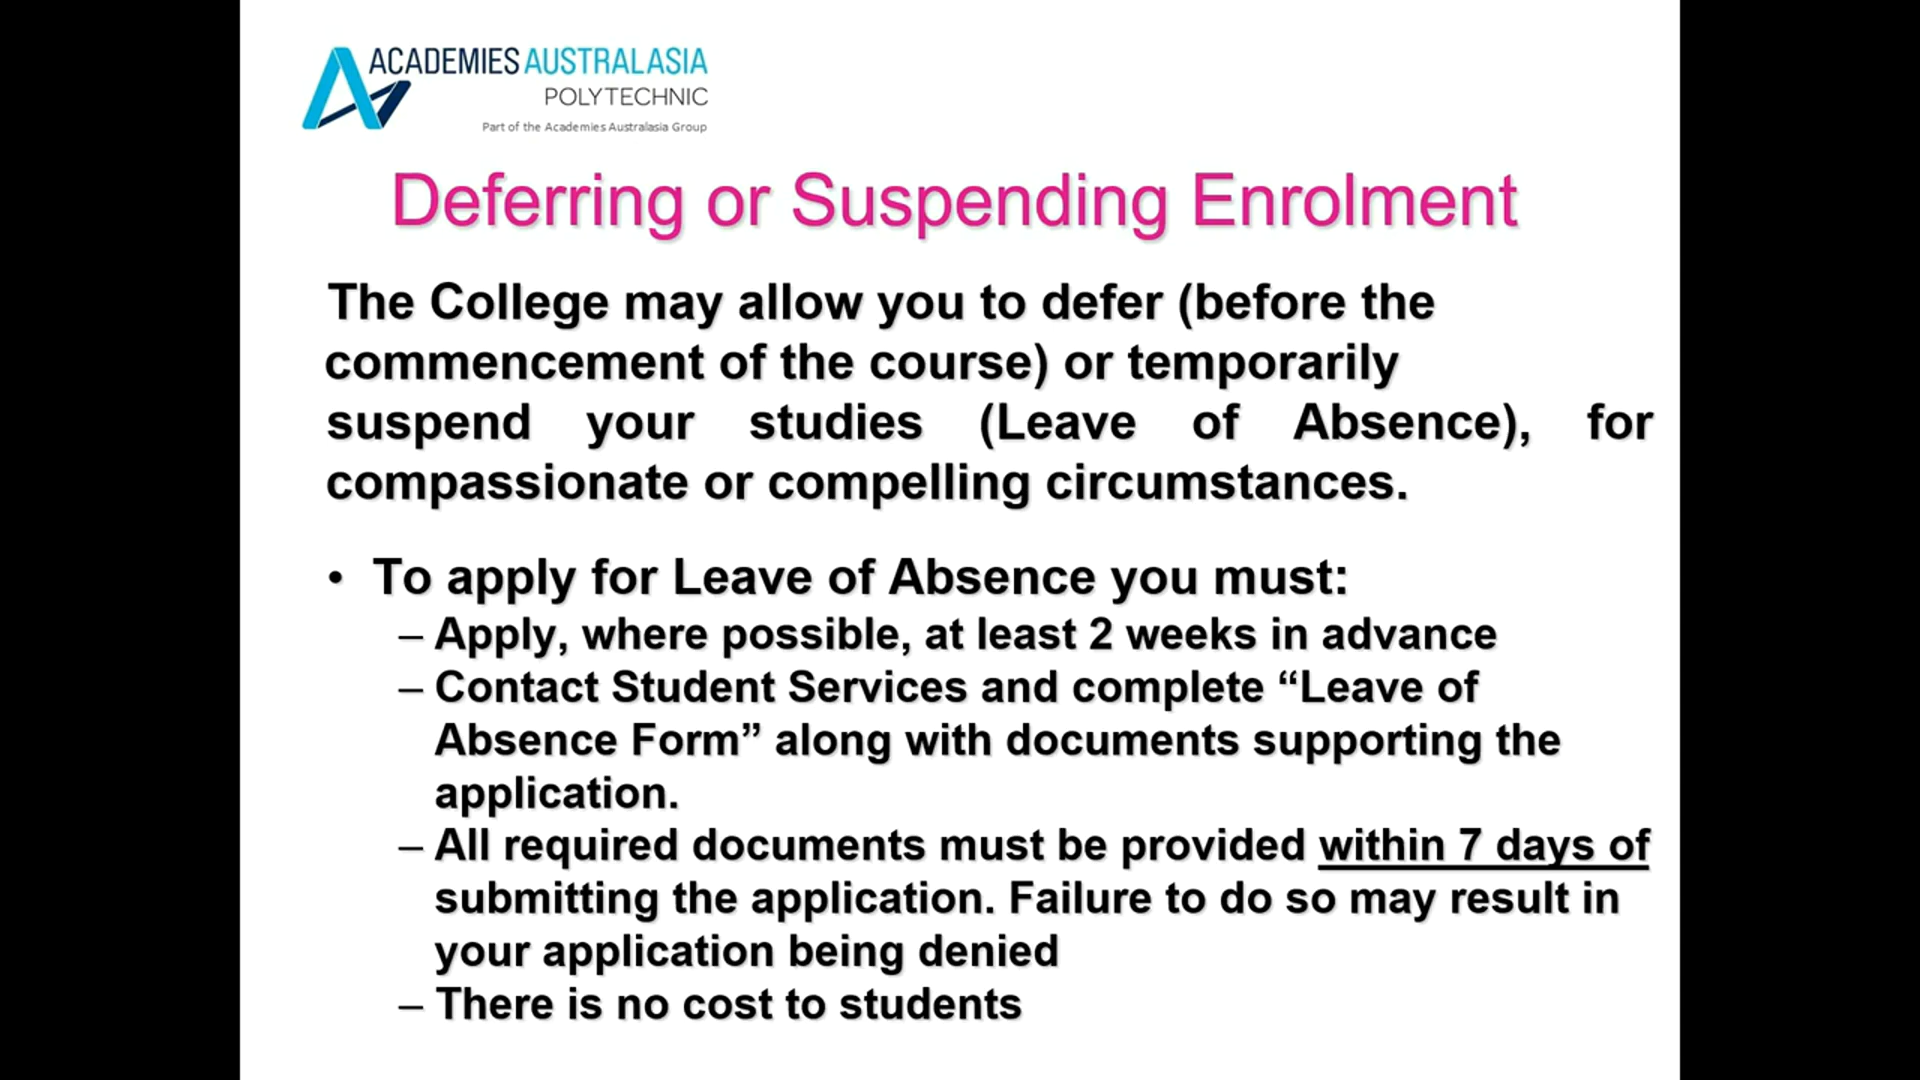 ACADEMIES AUSTRALASIA
POLYTECHNIC
Part of the Academies Australasia Group
Deferring or Suspending Enrolment
The College may allow you to defer (before the
commencement of the course) or temporarily
suspend your studies (Leave of Absence), for
compassionate or compelling circumstances.
• To apply for Leave of Absence you must:
– Apply, where possible, at least 2 weeks in advance
– Contact Student Services and complete “Leave of
Absence Form” along with documents supporting the
application.
– All required documents must be provided within 7 days of
submitting the application. Failure to do so may result in
your application being denied
– There is no cost to students